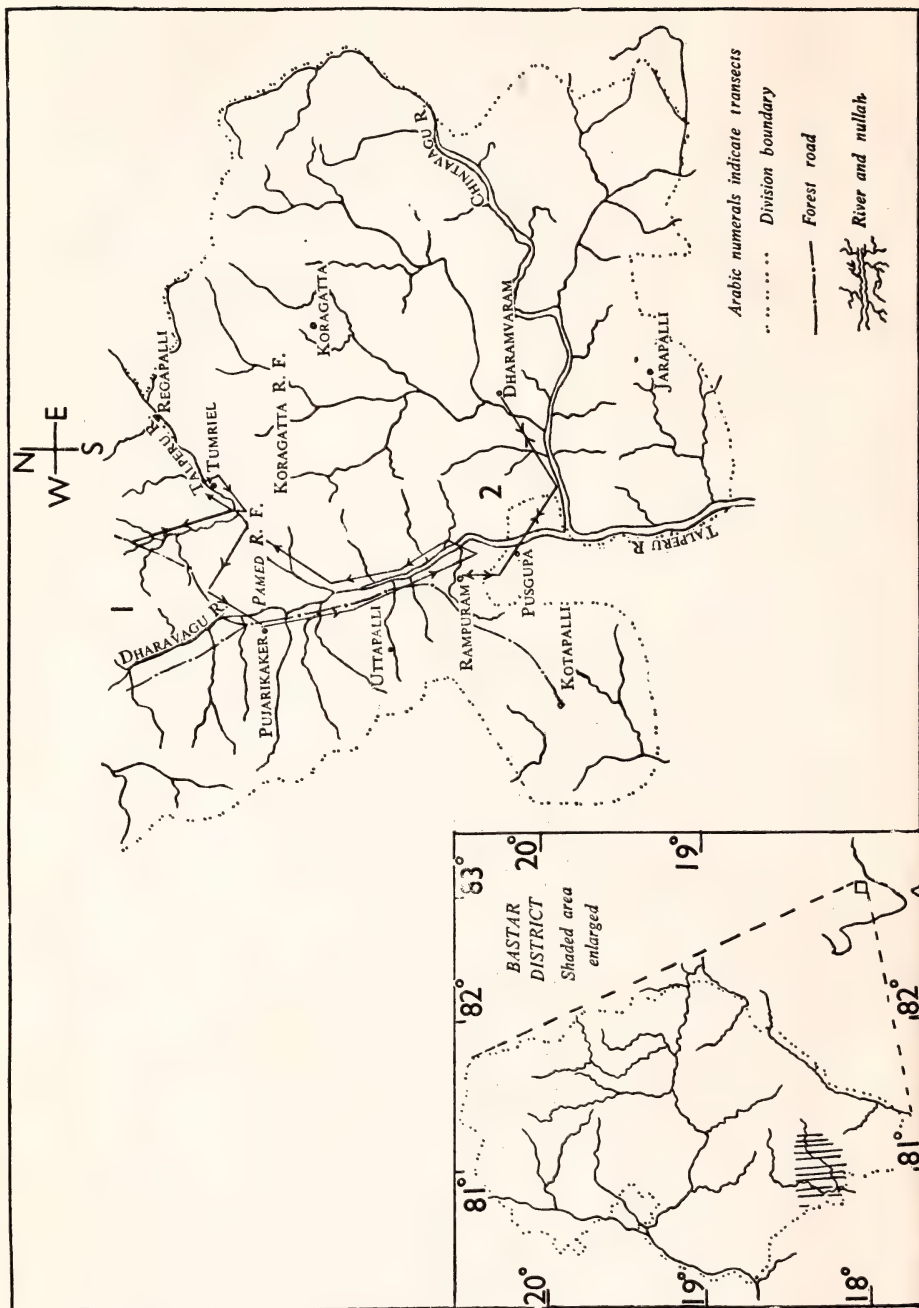 N
W E
S
1
DHARAVAGU R.
TALPERU R.
REGAPALLI
TUMRIEL
PAMED R. F.
KORAGATTA R. F.
KORAGATTA
PUJARIKAKER
UTTAPALLI
RAMPURAM
2
PUSGUPA
KOTAPALLI
DHARAMVARAM
CHINTAVAGU R.
JARAPALLI
TALPERU R.
Arabic numerals indicate transects
Division boundary
Forest road
River and nullah
81° 82° 83°
20° 20°
BASTAR
DISTRICT
Shaded area
enlarged
19° 19°
18°
81° 82°